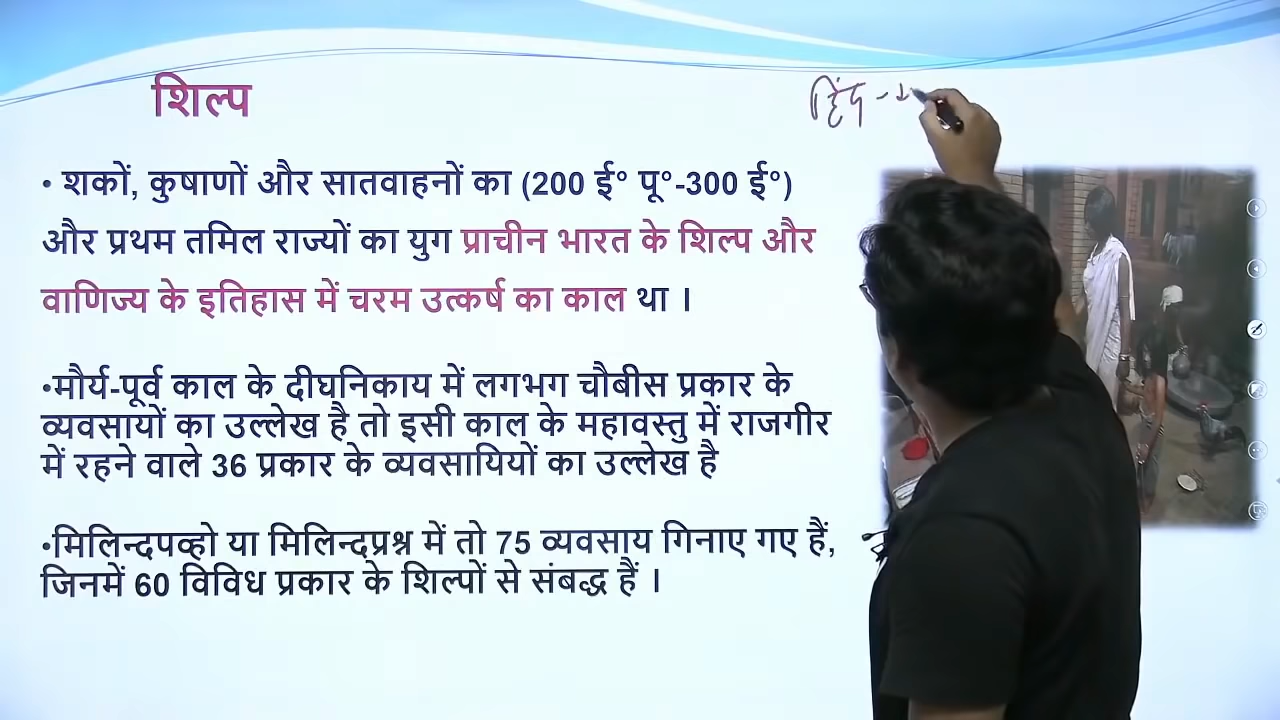 शिल्प
हिंद -
• शकों, कुषाणों और सातवाहनों का (200 ई° पू°-300 ई°)
और प्रथम तमिल राज्यों का युग प्राचीन भारत के शिल्प और
वाणिज्य के इतिहास में चरम उत्कर्ष का काल था ।
•मौर्य-पूर्व काल के दीघनिकाय में लगभग चौबीस प्रकार के
व्यवसायों का उल्लेख है तो इसी काल के महावस्तु में राजगीर
में रहने वाले 36 प्रकार के व्यवसायियों का उल्लेख है
•मिलिन्दपव्हो या मिलिन्दप्रश्न में तो 75 व्यवसाय गिनाए गए हैं,
जिनमें 60 विविध प्रकार के शिल्पों से संबद्ध हैं ।